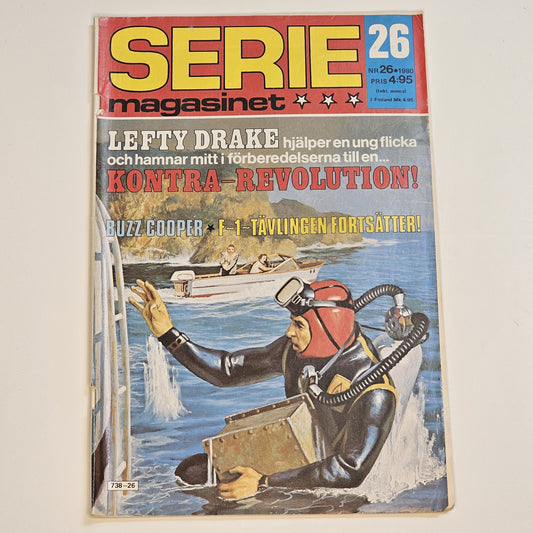 SERIE
magasinet
26
NR 26•1980
PRIS 4:95
(Inkl. moms)
I Finland Mk 4:95
LEFTY DRAKE hjälper en ung flicka
och hamnar mitt i förberedelserna till en...
KONTRA-REVOLUTION!
BUZZ COOPER ★ F-1-TÄVLINGEN FORTSÄTTER!
738-26